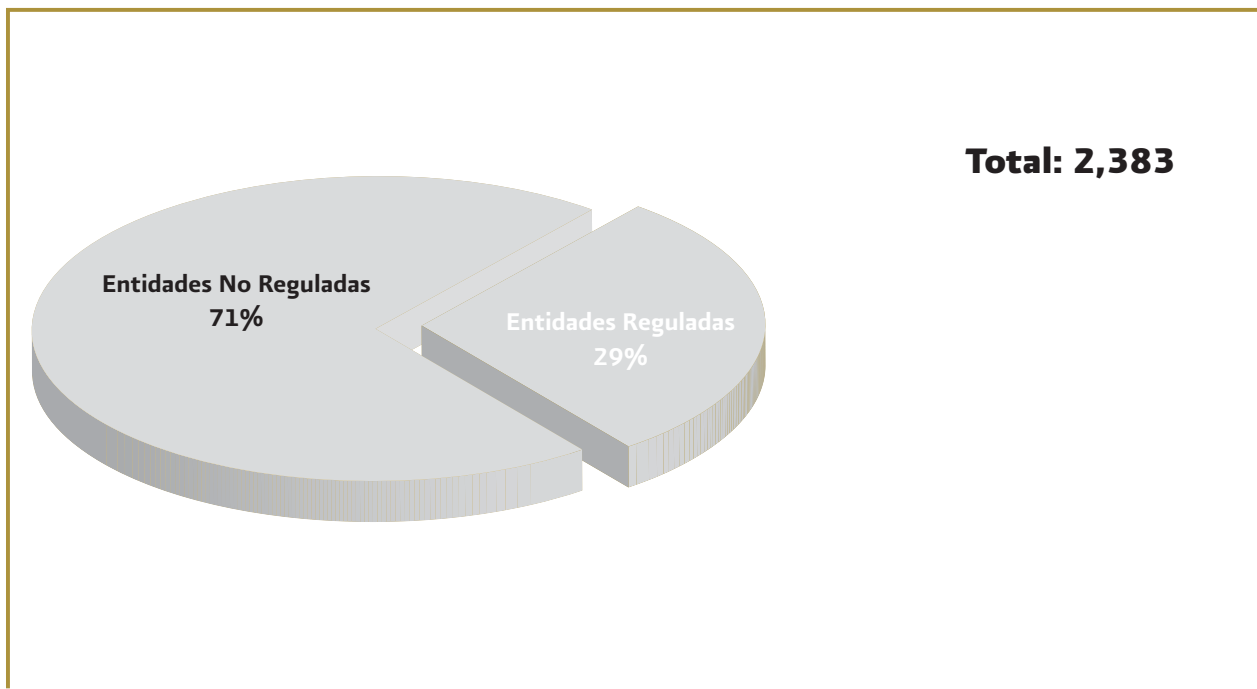 Total: 2,383
Entidades No Reguladas
71%
Entidades Reguladas
29%